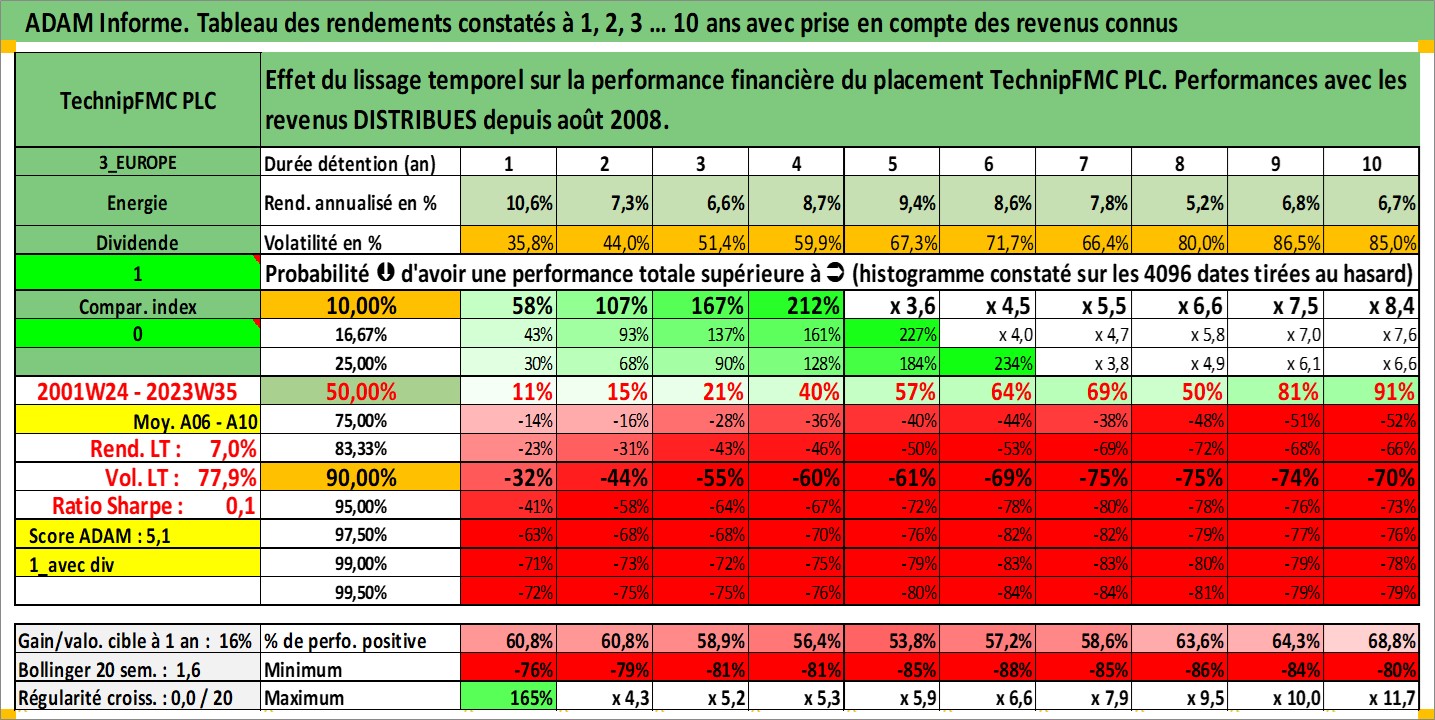 ADAM Informe. Tableau des rendements constatés à 1, 2, 3 ... 10 ans avec prise en compte des revenus connus
TechnipFMC PLC
Effet du lissage temporel sur la performance financière du placement TechnipFMC PLC. Performances avec les
revenus DISTRIBUES depuis août 2008.
3_EUROPE Durée détention (an) 1 2 3 4 5 6 7 8 9 10
Energie Rend. annualisé en % 10,6% 7,3% 6,6% 8,7% 9,4% 8,6% 7,8% 5,2% 6,8% 6,7%
Dividende Volatilité en % 35,8% 44,0% 51,4% 59,9% 67,3% 71,7% 66,4% 80,0% 86,5% 85,0%
1 Probabilité d'avoir une performance totale supérieure à (histogramme constaté sur les 4096 dates tirées au hasard)
Compar. index 10,00% 58% 107% 167% 212% x 3,6 x 4,5 x 5,5 x 6,6 x 7,5 x 8,4
0 16,67% 43% 93% 137% 161% 227% x 4,0 x 4,7 x 5,8 x 7,0 x 7,6
25,00% 30% 68% 90% 128% 184% 234% x 3,8 x 4,9 x 6,1 x 6,6
2001W24 - 2023W35 50,00% 11% 15% 21% 40% 57% 64% 69% 50% 81% 91%
Moy. A06 - A10 75,00% -14% -16% -28% -36% -40% -44% -38% -48% -51% -52%
Rend. LT : 7,0% 83,33% -23% -31% -43% -46% -50% -53% -69% -72% -68% -66%
Vol. LT : 77,9% 90,00% -32% -44% -55% -60% -61% -69% -75% -75% -74% -70%
Ratio Sharpe : 0,1 95,00% -41% -58% -64% -67% -72% -78% -80% -78% -76% -73%
Score ADAM : 5,1 97,50% -63% -68% -68% -70% -76% -82% -82% -79% -77% -76%
1_avec div 99,00% -71% -73% -72% -75% -79% -83% -83% -80% -79% -78%
99,50% -72% -75% -75% -76% -80% -84% -84% -81% -79% -79%
Gain/valo. cible à 1 an : 16% % de perfo. positive 60,8% 60,8% 58,9% 56,4% 53,8% 57,2% 58,6% 63,6% 64,3% 68,8%
Bollinger 20 sem. : 1,6 Minimum -76% -79% -81% -81% -85% -88% -85% -86% -84% -80%
Régularité croiss. : 0,0 / 20 Maximum 165% x 4,3 x 5,2 x 5,3 x 5,9 x 6,6 x 7,9 x 9,5 x 10,0 x 11,7